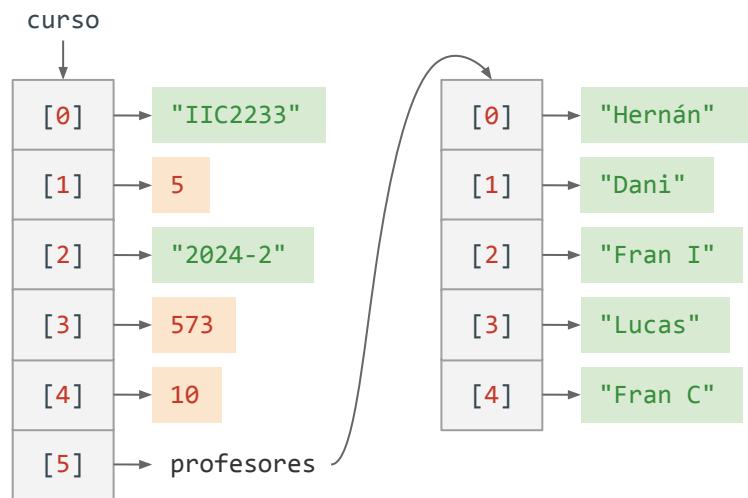 curso
[0] "IIC2233" [0] "Hernán"
[1] 5 [1] "Dani"
[2] "2024-2" [2] "Fran I"
[3] 573 [3] "Lucas"
[4] 10 [4] "Fran C"
[5] profesores